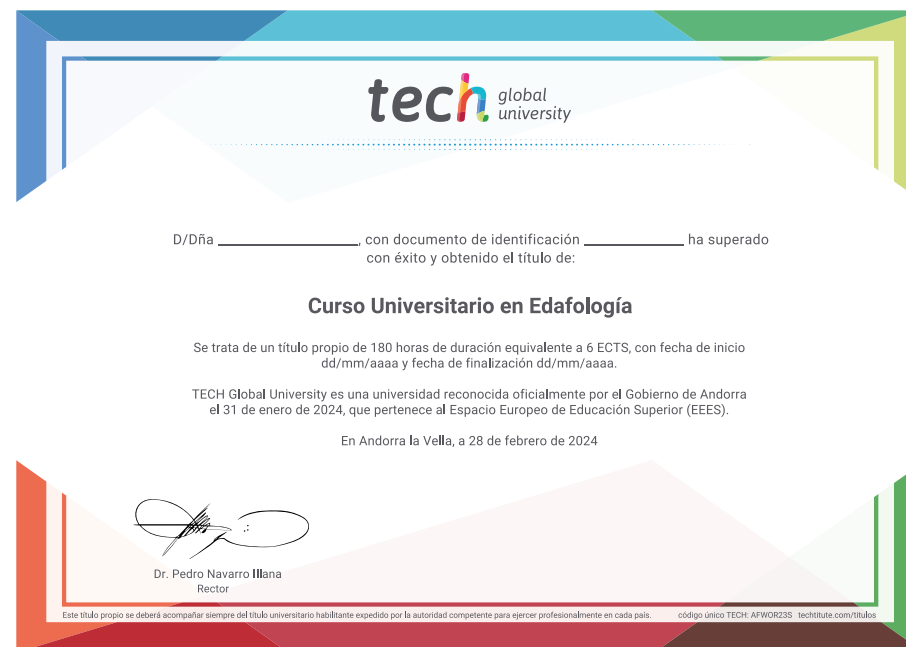 tech global university
D/Dña ______________, con documento de identificación __________ ha superado
con éxito y obtenido el título de:
Curso Universitario en Edafología
Se trata de un título propio de 180 horas de duración equivalente a 6 ECTS, con fecha de inicio
dd/mm/aaaa y fecha de finalización dd/mm/aaaa.
TECH Global University es una universidad reconocida oficialmente por el Gobierno de Andorra
el 31 de enero de 2024, que pertenece al Espacio Europeo de Educación Superior (EEES).
En Andorra la Vella, a 28 de febrero de 2024
Dr. Pedro Navarro Illana
Rector
Este título propio se deberá acompañar siempre del título universitario habilitante expedido por la autoridad competente para ejercer profesionalmente en cada país. código único TECH: AFWOR23S techtitute.com/titulos